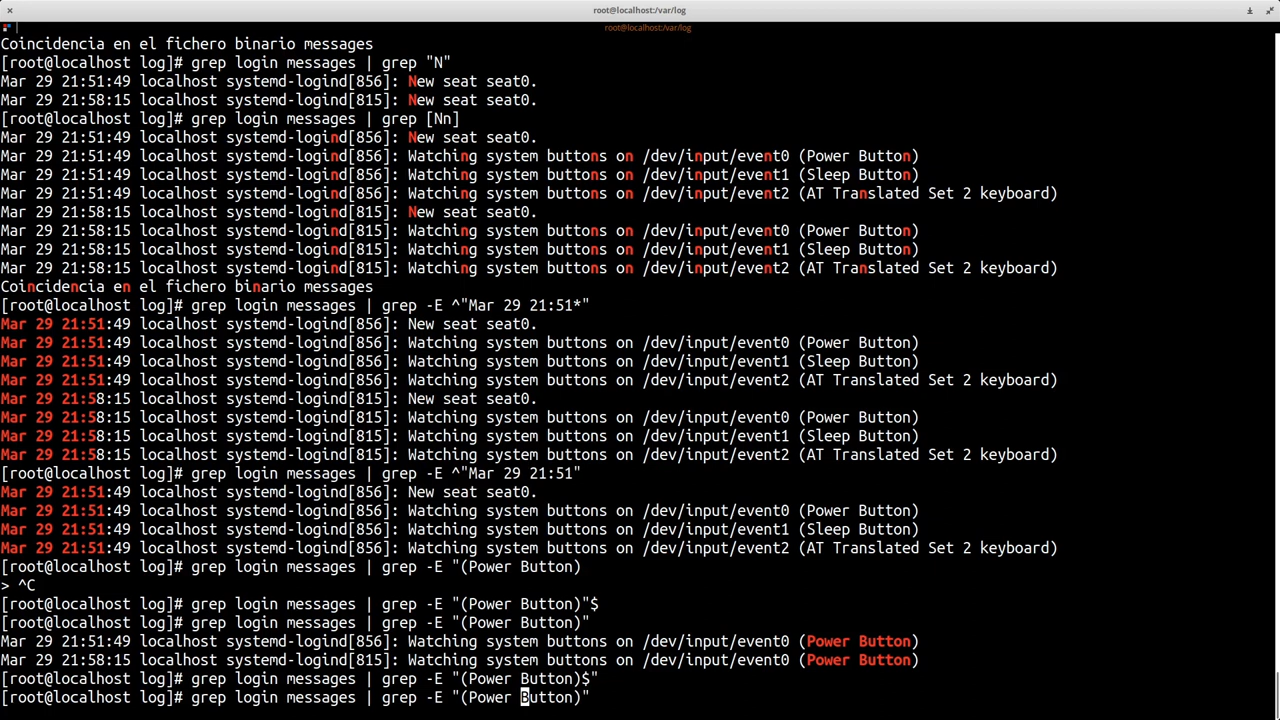 root@localhost:/var/log
root@localhost:/var/log
Coincidencia en el fichero binario messages
[root@localhost log]# grep login messages | grep "N"
Mar 29 21:51:49 localhost systemd-logind[856]: New seat seat0.
Mar 29 21:58:15 localhost systemd-logind[815]: New seat seat0.
[root@localhost log]# grep login messages | grep [Nn]
Mar 29 21:51:49 localhost systemd-logind[856]: New seat seat0.
Mar 29 21:51:49 localhost systemd-logind[856]: Watching system buttons on /dev/input/event0 (Power Button)
Mar 29 21:51:49 localhost systemd-logind[856]: Watching system buttons on /dev/input/event1 (Sleep Button)
Mar 29 21:51:49 localhost systemd-logind[856]: Watching system buttons on /dev/input/event2 (AT Translated Set 2 keyboard)
Mar 29 21:58:15 localhost systemd-logind[815]: New seat seat0.
Mar 29 21:58:15 localhost systemd-logind[815]: Watching system buttons on /dev/input/event0 (Power Button)
Mar 29 21:58:15 localhost systemd-logind[815]: Watching system buttons on /dev/input/event1 (Sleep Button)
Mar 29 21:58:15 localhost systemd-logind[815]: Watching system buttons on /dev/input/event2 (AT Translated Set 2 keyboard)
Coincidencia en el fichero binario messages
[root@localhost log]# grep login messages | grep -E ^"Mar 29 21:51*"
Mar 29 21:51:49 localhost systemd-logind[856]: New seat seat0.
Mar 29 21:51:49 localhost systemd-logind[856]: Watching system buttons on /dev/input/event0 (Power Button)
Mar 29 21:51:49 localhost systemd-logind[856]: Watching system buttons on /dev/input/event1 (Sleep Button)
Mar 29 21:51:49 localhost systemd-logind[856]: Watching system buttons on /dev/input/event2 (AT Translated Set 2 keyboard)
Mar 29 21:58:15 localhost systemd-logind[815]: New seat seat0.
Mar 29 21:58:15 localhost systemd-logind[815]: Watching system buttons on /dev/input/event0 (Power Button)
Mar 29 21:58:15 localhost systemd-logind[815]: Watching system buttons on /dev/input/event1 (Sleep Button)
Mar 29 21:58:15 localhost systemd-logind[815]: Watching system buttons on /dev/input/event2 (AT Translated Set 2 keyboard)
[root@localhost log]# grep login messages | grep -E ^"Mar 29 21:51"
Mar 29 21:51:49 localhost systemd-logind[856]: New seat seat0.
Mar 29 21:51:49 localhost systemd-logind[856]: Watching system buttons on /dev/input/event0 (Power Button)
Mar 29 21:51:49 localhost systemd-logind[856]: Watching system buttons on /dev/input/event1 (Sleep Button)
Mar 29 21:51:49 localhost systemd-logind[856]: Watching system buttons on /dev/input/event2 (AT Translated Set 2 keyboard)
[root@localhost log]# grep login messages | grep -E "(Power Button)
> ^C
[root@localhost log]# grep login messages | grep -E "(Power Button)"$
[root@localhost log]# grep login messages | grep -E "(Power Button)"
Mar 29 21:51:49 localhost systemd-logind[856]: Watching system buttons on /dev/input/event0 (Power Button)
Mar 29 21:58:15 localhost systemd-logind[815]: Watching system buttons on /dev/input/event0 (Power Button)
[root@localhost log]# grep login messages | grep -E "(Power Button)$"
[root@localhost log]# grep login messages | grep -E "(Power Button)"